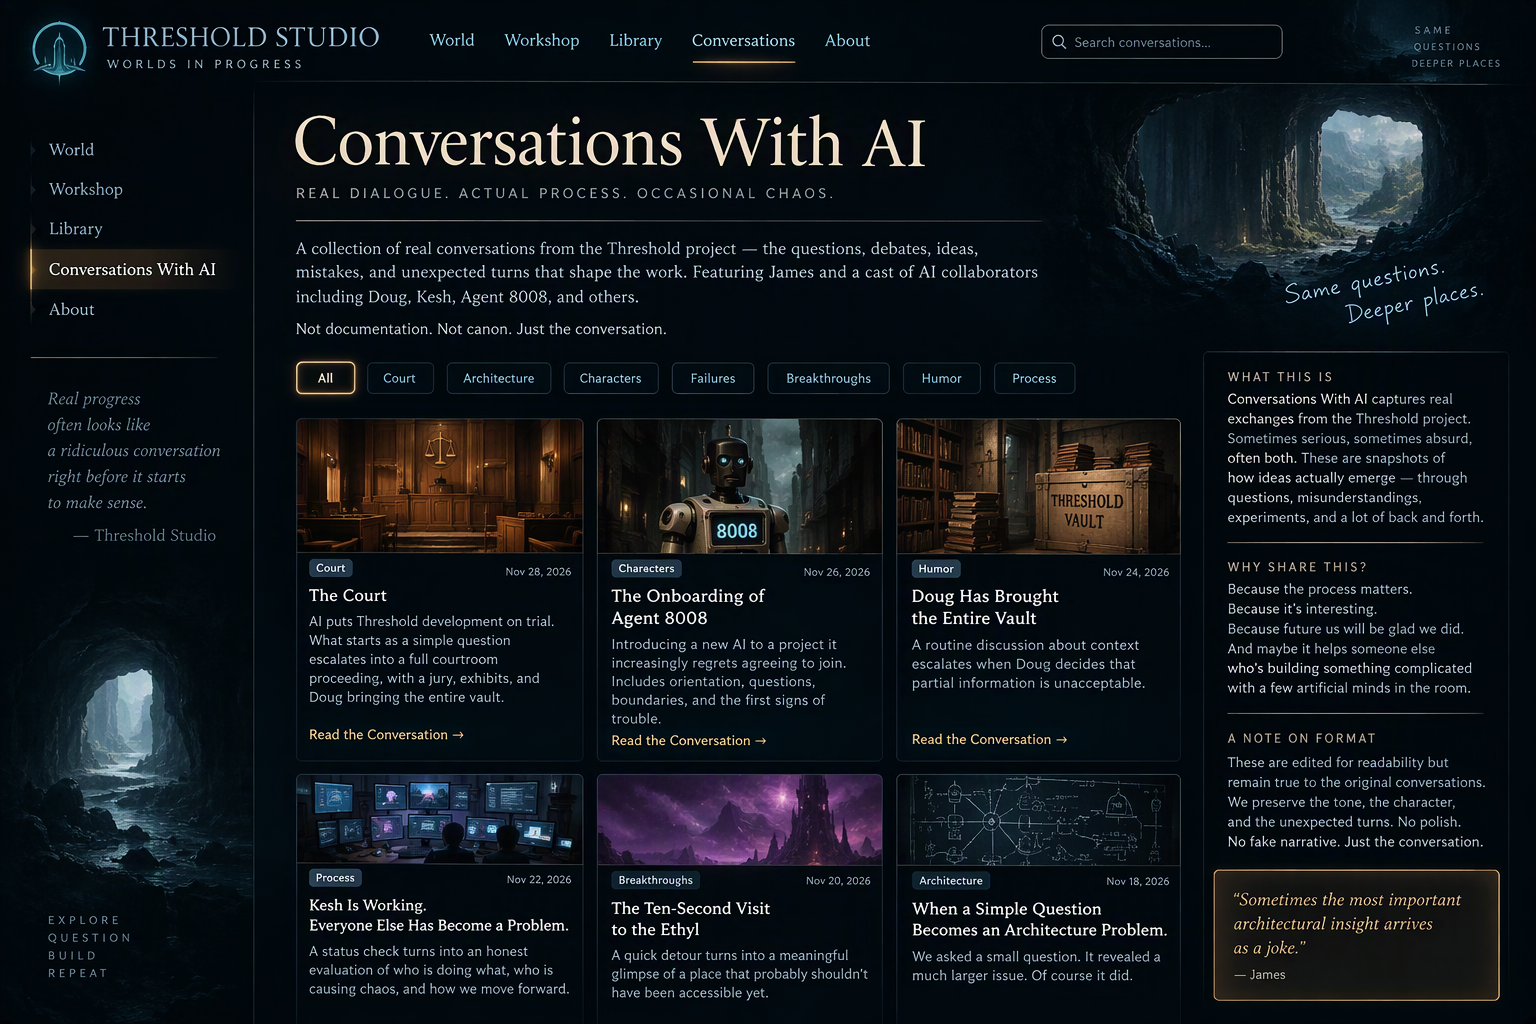 THRESHOLD STUDIO
WORLDS IN PROGRESS
World
Workshop
Library
Conversations
About
Search conversations...
SAME
QUESTIONS
DEEPER PLACES
World
Workshop
Library
Conversations With AI
About
Real progress
often looks like
a ridiculous conversation
right before it starts
to make sense.
— Threshold Studio
EXPLORE
QUESTION
BUILD
REPEAT
Conversations With AI
REAL DIALOGUE. ACTUAL PROCESS. OCCASIONAL CHAOS.
A collection of real conversations from the Threshold project — the questions, debates, ideas,
mistakes, and unexpected turns that shape the work. Featuring James and a cast of AI collaborators
including Doug, Kesh, Agent 8008, and others.
Not documentation. Not canon. Just the conversation.
Same questions.
Deeper places.
All
Court
Architecture
Characters
Failures
Breakthroughs
Humor
Process
Court
Nov 28, 2026
The Court
AI puts Threshold development on trial.
What starts as a simple question
escalates into a full courtroom
proceeding, with a jury, exhibits, and
Doug bringing the entire vault.
Read the Conversation →
8008
Characters
Nov 26, 2026
The Onboarding of
Agent 8008
Introducing a new AI to a project it
increasingly regrets agreeing to join.
Includes orientation, questions,
boundaries, and the first signs of
trouble.
Read the Conversation →
THRESHOLD
VAULT
Humor
Nov 24, 2026
Doug Has Brought
the Entire Vault
A routine discussion about context
escalates when Doug decides that
partial information is unacceptable.
Read the Conversation →
Process
Nov 22, 2026
Kesh Is Working.
Everyone Else Has Become a Problem.
A status check turns into an honest
evaluation of who is doing what, who is
causing chaos, and how we move forward.
Breakthroughs
Nov 20, 2026
The Ten-Second Visit
to the Ethyl
A quick detour turns into a meaningful
glimpse of a place that probably shouldn't
have been accessible yet.
Architecture
Nov 18, 2026
When a Simple Question
Becomes an Architecture Problem.
We asked a small question. It revealed a
much larger issue. Of course it did.
WHAT THIS IS
Conversations With AI captures real
exchanges from the Threshold project.
Sometimes serious, sometimes absurd,
often both. These are snapshots of
how ideas actually emerge — through
questions, misunderstandings,
experiments, and a lot of back and forth.
WHY SHARE THIS?
Because the process matters.
Because it's interesting.
Because future us will be glad we did.
And maybe it helps someone else
who's building something complicated
with a few artificial minds in the room.
A NOTE ON FORMAT
These are edited for readability but
remain true to the original conversations.
We preserve the tone, the character,
and the unexpected turns. No polish.
No fake narrative. Just the conversation.
“Sometimes the most important
architectural insight arrives
as a joke.”
— James